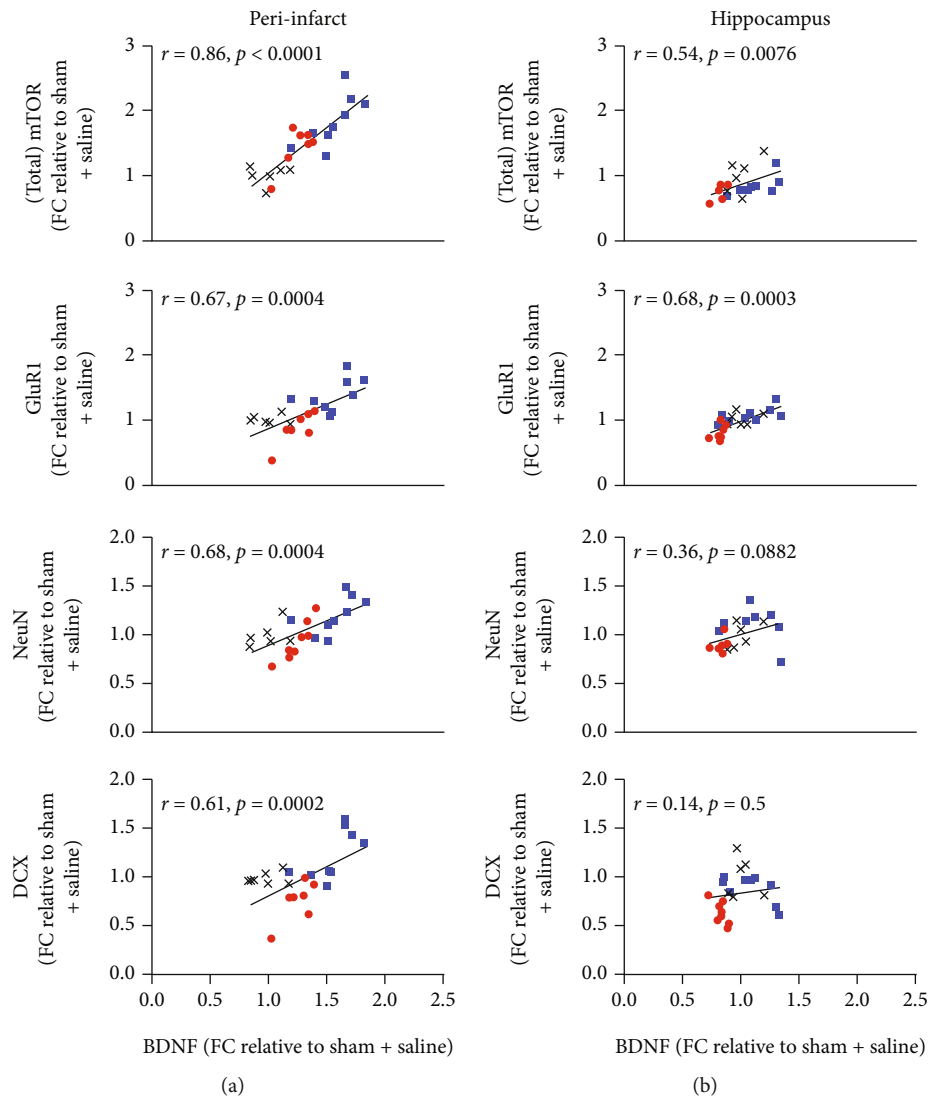 Peri-infarct
Hippocampus
(Total) mTOR
(FC relative to sham
+ saline)
3
2
1
0
r = 0.86, p < 0.0001
(Total) mTOR
(FC relative to sham
+ saline)
3
2
1
0
r = 0.54, p = 0.0076
GluR1
(FC relative to sham
+ saline)
3
2
1
0
r = 0.67, p = 0.0004
GluR1
(FC relative to sham
+ saline)
3
2
1
0
r = 0.68, p = 0.0003
NeuN
(FC relative to sham
+ saline)
2.0
1.5
1.0
0.5
0.0
r = 0.68, p = 0.0004
NeuN
(FC relative to sham
+ saline)
2.0
1.5
1.0
0.5
0.0
r = 0.36, p = 0.0882
DCX
(FC relative to sham
+ saline)
2.0
1.5
1.0
0.5
0.0
r = 0.61, p = 0.0002
0.0 0.5 1.0 1.5 2.0 2.5
BDNF (FC relative to sham + saline)
(a)
DCX
(FC relative to sham
+ saline)
2.0
1.5
1.0
0.5
0.0
r = 0.14, p = 0.5
0.0 0.5 1.0 1.5 2.0 2.5
BDNF (FC relative to sham + saline)
(b)